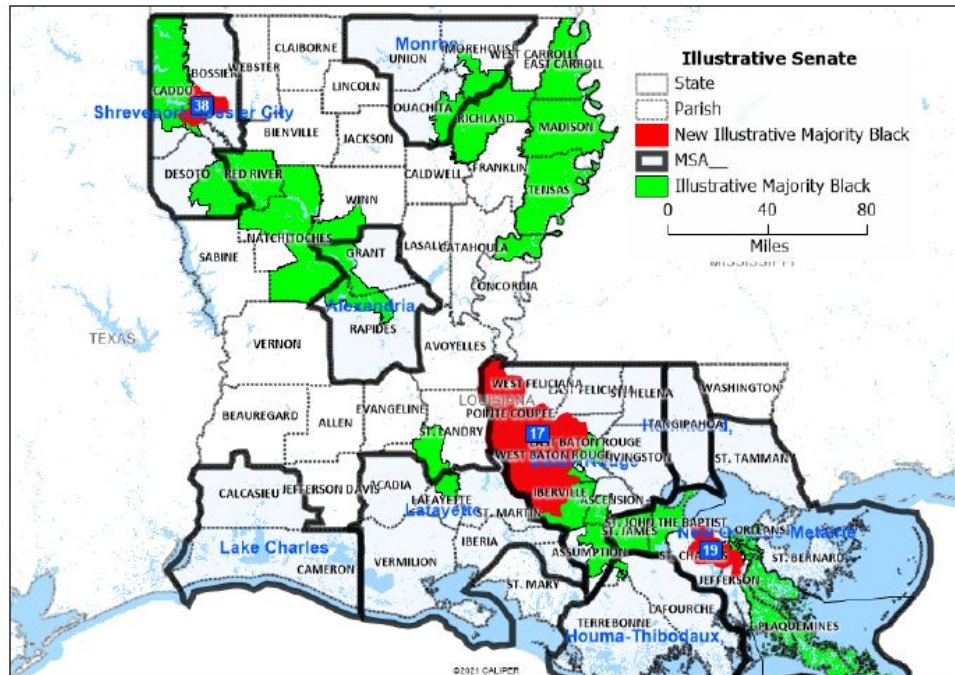 Illustrative Senate
State
Parish
New Illustrative Majority Black
MSA__
Illustrative Majority Black
0 40 80
Miles
CLAIBORNE
Monroe
MOREHOUSE
WEST CARROLL
EAST CARROLL
UNION
BOSSIER
WEBSTER
LINCOLN
CADDO
38
Shreveport-Bossier City
OUACHITA
RICHLAND
MADISON
BIENVILLE
JACKSON
DESOTO
RED RIVER
CALDWELL
FRANKLIN
TENSAS
WINN
NATCHITOCHES
SABINE
GRANT
LASALLE
CATAHOULA
CONCORDIA
Alexandria
RAPIDES
TEXAS
VERNON
AVOYELLES
WEST FELICIANA
EAST FELICIANA
ST. HELENA
WASHINGTON
LOUISIANA
POINTE COUPEE
BEAUREGARD
ALLEN
EVANGELINE
ST. LANDRY
17
TANGIPAHOA
EAST BATON ROUGE
WEST BATON ROUGE
LIVINGSTON
ST. TAMMANY
CALCASIEU
JEFFERSON DAVIS
ACADIA
LAFAYETTE
Lafayette
ST. MARTIN
IBERVILLE
ASCENSION
ST. JOHN THE BAPTIST
ST. JAMES
ORLEANS
Lake Charles
IBERIA
ASSUMPTION
19
ST. BERNARD
CAMERON
VERMILION
ST. MARY
JEFFERSON
LAFOURCHE
TERREBONNE
PLAQUEMINES
Houma-Thibodaux,
©2021 CALIPER